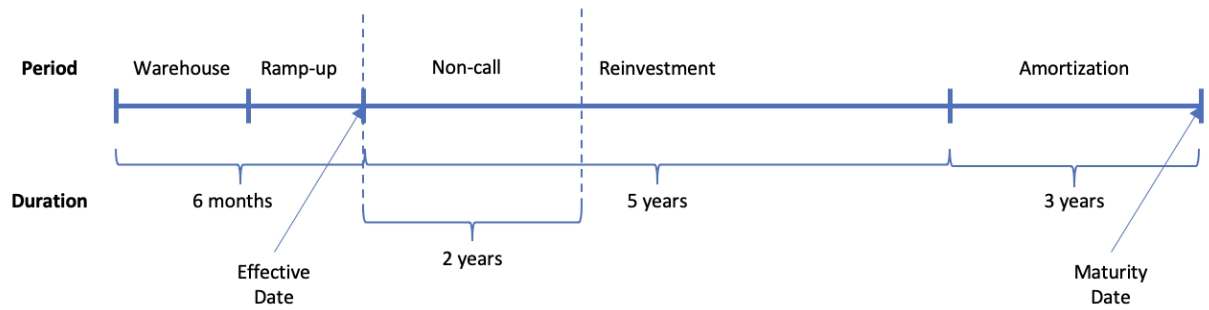 Period Warehouse Ramp-up Non-call Reinvestment Amortization
Duration 6 months 5 years 3 years
2 years
Effective Maturity
Date Date